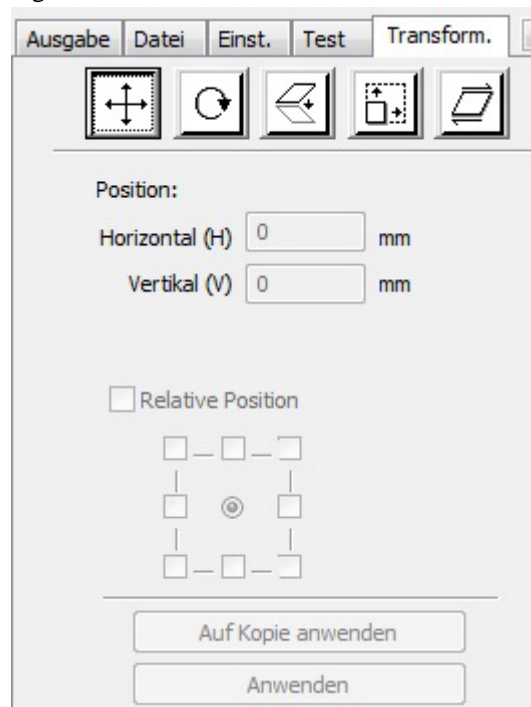 Ausgabe Datei Einst. Test Transform.
Position:
Horizontal (H) 0 mm
Vertikal (V) 0 mm
Relative Position
Auf Kopie anwenden
Anwenden